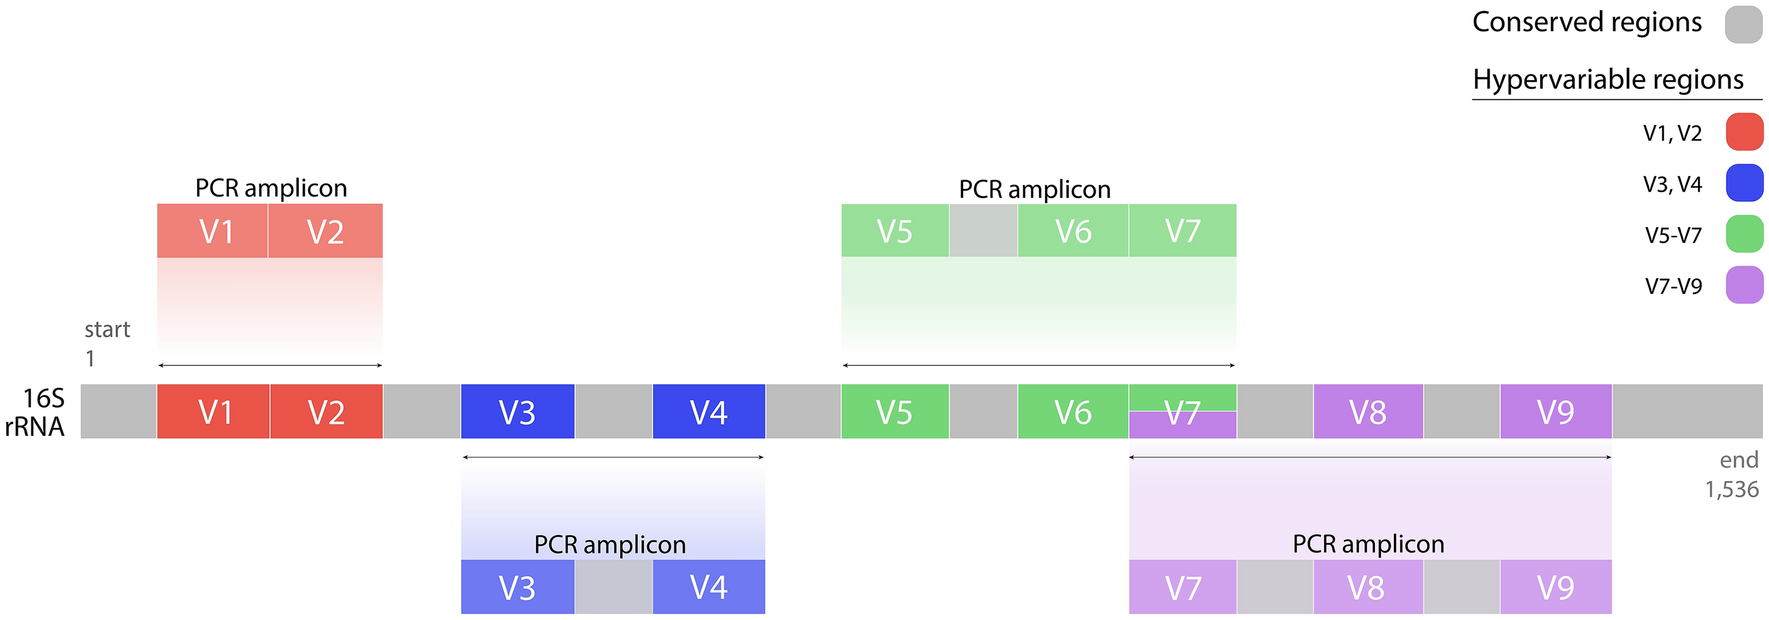 Conserved regions
Hypervariable regions
V1, V2
V3, V4
V5-V7
V7-V9
PCR amplicon
V1 V2
PCR amplicon
V5 V6 V7
start
1
16S
rRNA
V1 V2 V3 V4 V5 V6 V7 V8 V9
end
1,536
PCR amplicon
V3 V4
PCR amplicon
V7 V8 V9